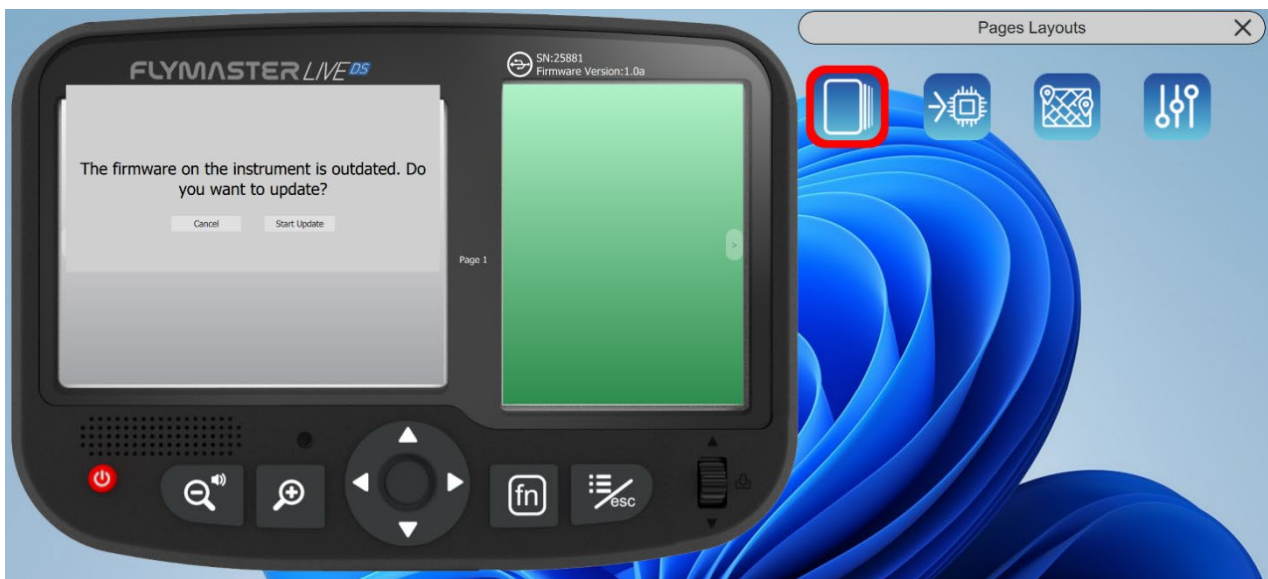 Pages Layouts
FLYMASTER LIVE DS
SN:25881
Firmware Version:1.0a
The firmware on the instrument is outdated. Do
you want to update?
Cancel
Start Update
Page 1
>
fn
esc